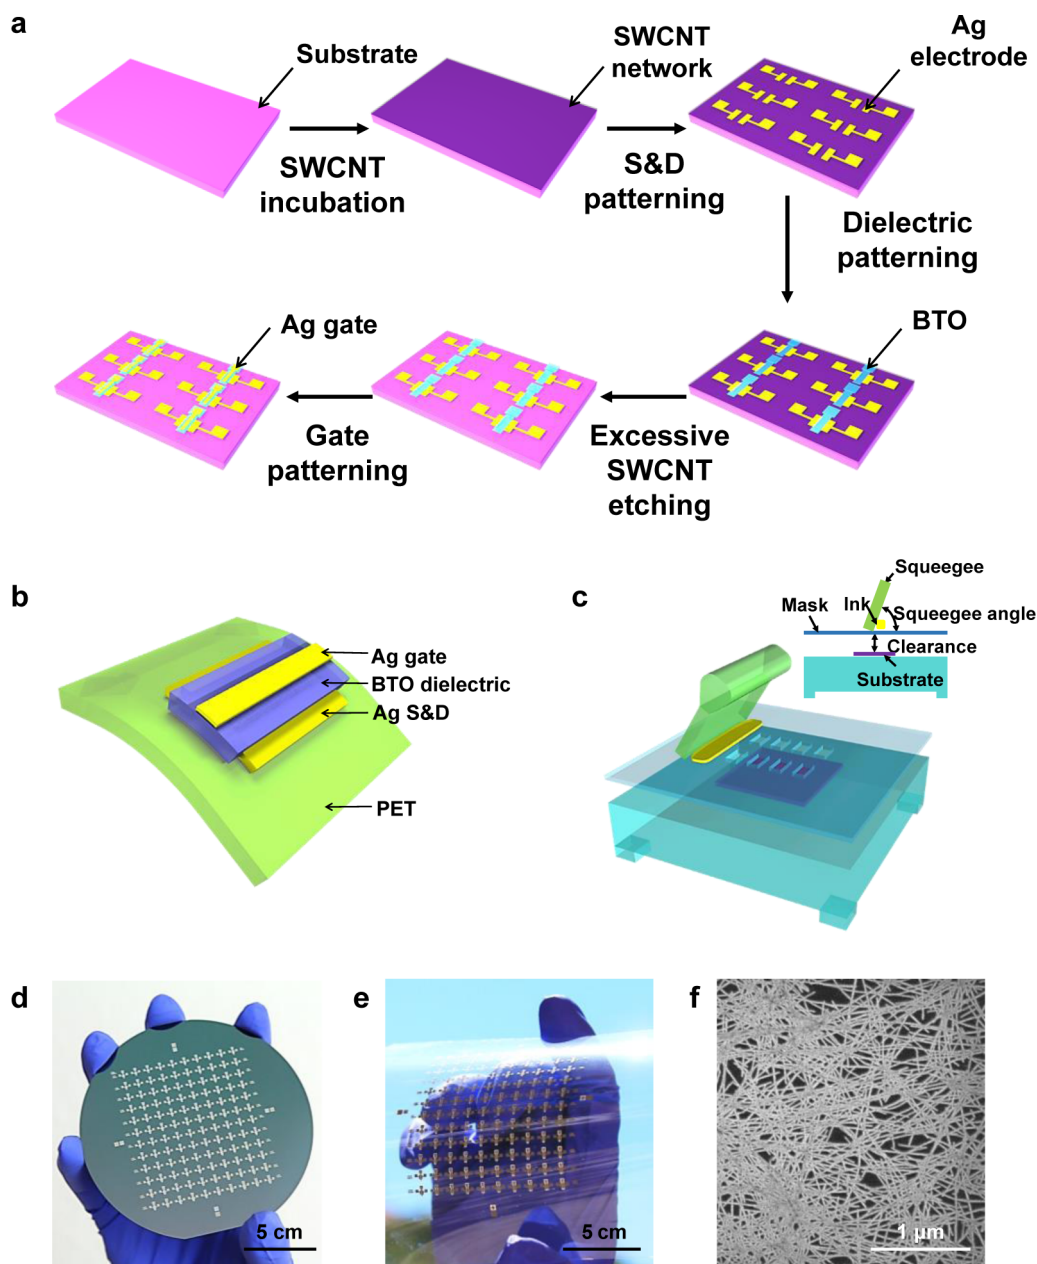 a
Substrate
SWCNT
network
Ag
electrode
SWCNT
incubation
S&D
patterning
Dielectric
patterning
Ag gate
BTO
Gate
patterning
Excessive
SWCNT
etching
b
Ag gate
BTO dielectric
Ag S&D
PET
c
Squeegee
Mask
Ink
Squeegee angle
Clearance
Substrate
d
5 cm
e
5 cm
f
1 µm